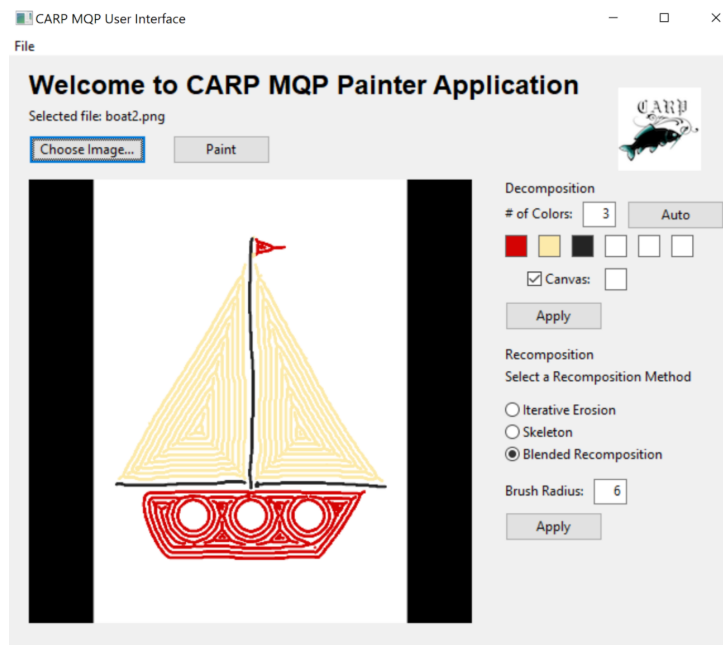 CARP MQP User Interface
File
Welcome to CARP MQP Painter Application
Selected file: boat2.png
CARP
Choose Image...
Paint
Decomposition
# of Colors: 3 Auto
Canvas:
Apply
Recomposition
Select a Recomposition Method
Iterative Erosion
Skeleton
Blended Recomposition
Brush Radius: 6
Apply